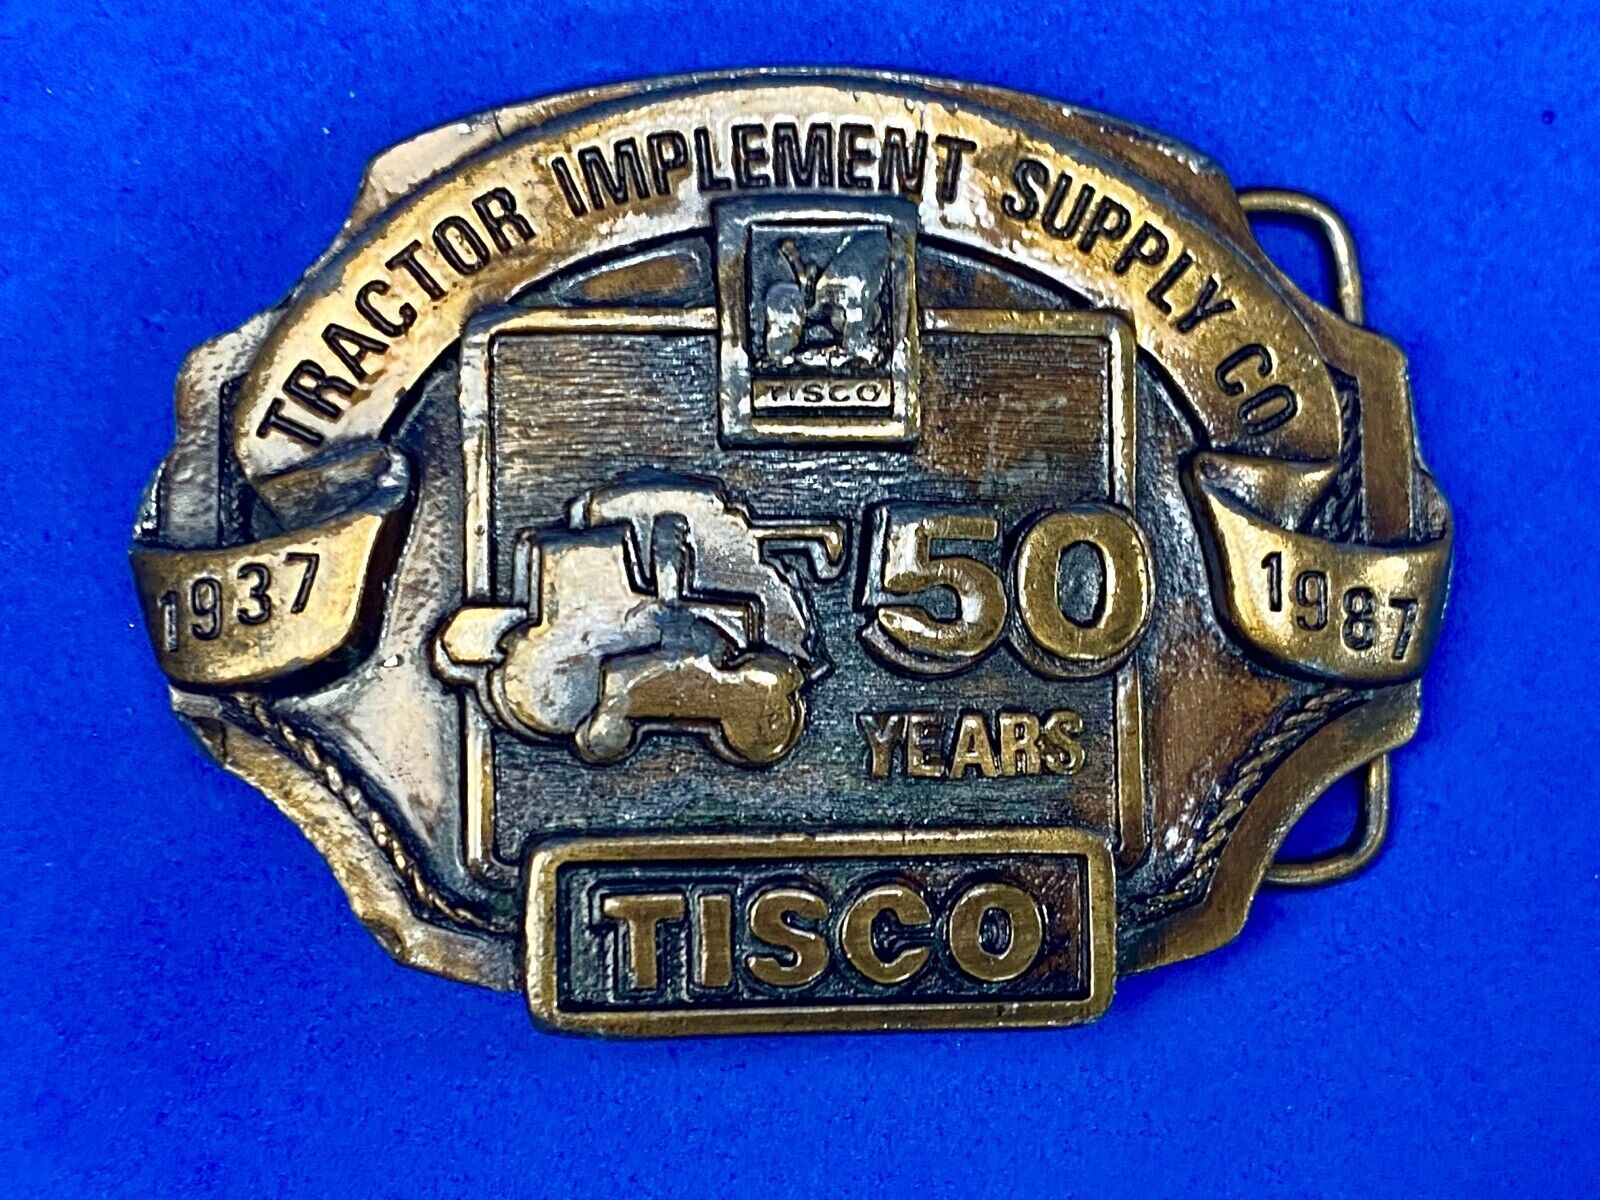 TRACTOR IMPLEMENT SUPPLY CO
TISCO
1937
1987
50
YEARS
TISCO